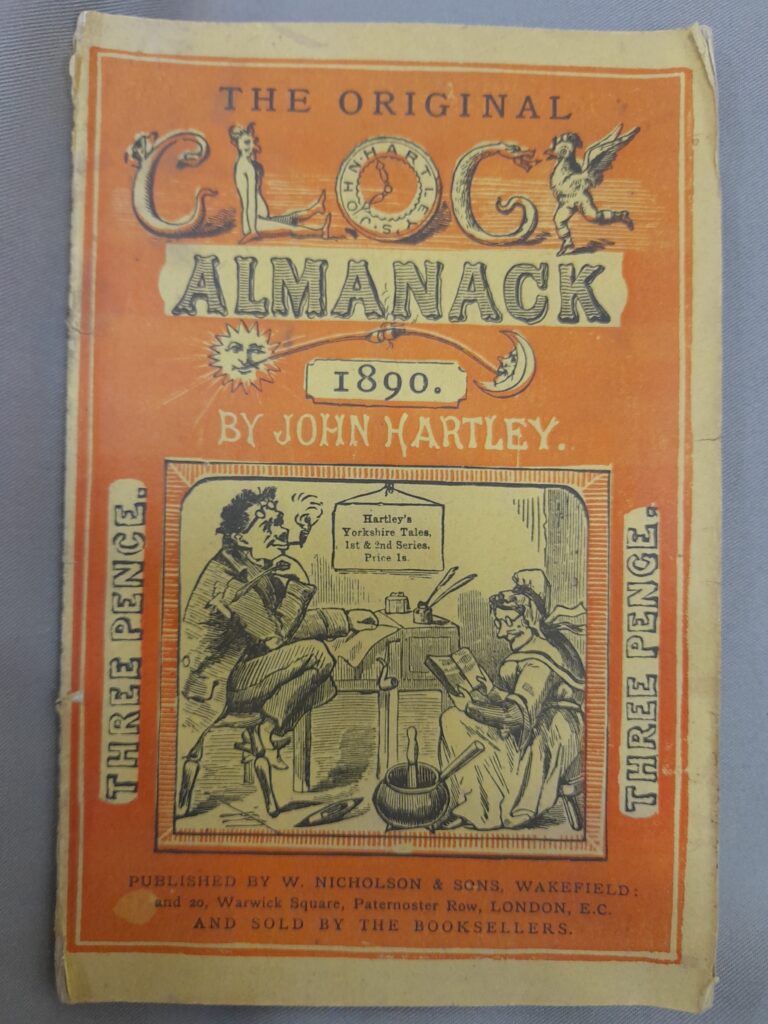 THE ORIGINAL
CLOCK
JOHN HARTLEY'S
ALMANACK
1890.
BY JOHN HARTLEY.
THREE PENCE.
Hartley's
Yorkshire Tales,
1st & 2nd Series,
Price 1s.
THREE PENCE.
PUBLISHED BY W. NICHOLSON & SONS, WAKEFIELD:
and 20, Warwick Square, Paternoster Row, LONDON, E.C.
AND SOLD BY THE BOOKSELLERS.